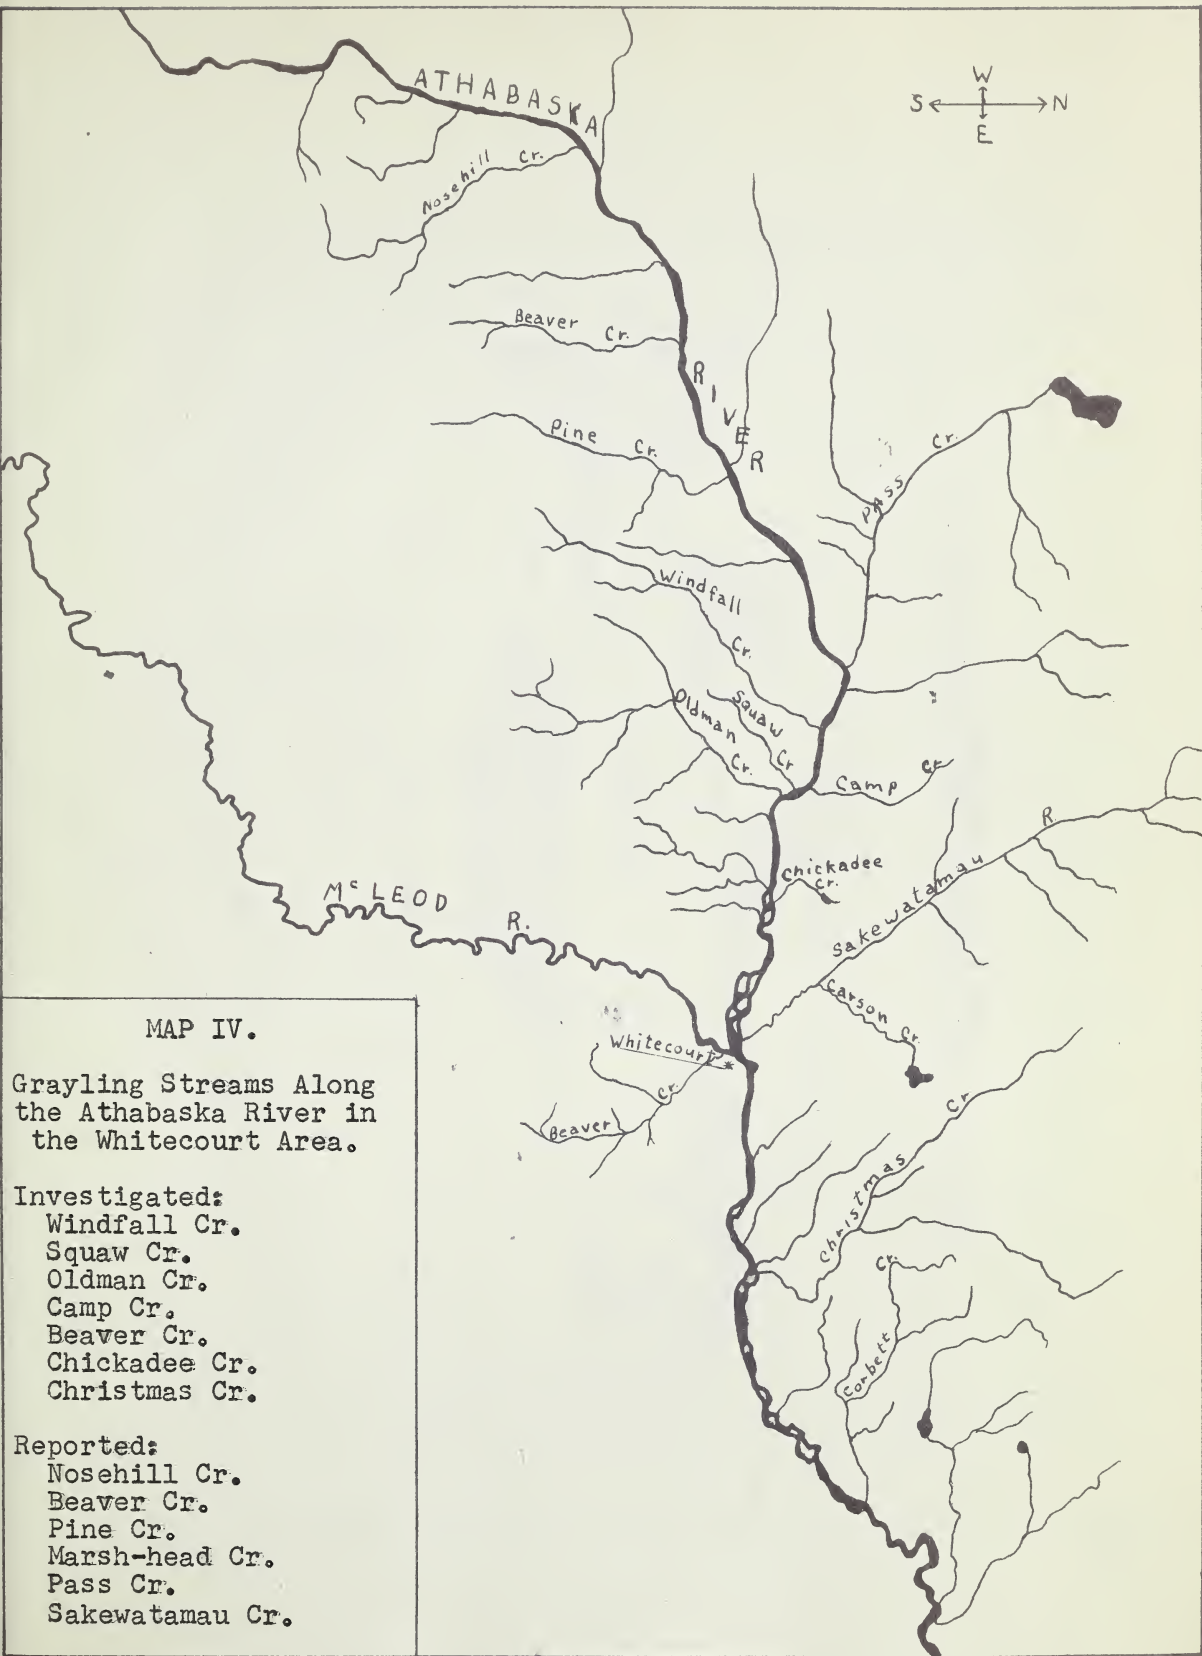 ATHABASKA
W
S N
E
Nosehill Cr.
Beaver Cr.
RIVER
Pine Cr.
PASS Cr.
Windfall Cr.
Squaw Cr
Oldman Cr.
Camp Cr
Chickadee Cr.
Sakewatamau R.
McLEOD R.
Carson Cr.
Whitecourt
Beaver Cr.
Christmas Cr
Corbett Cr.
MAP IV.
Grayling Streams Along
the Athabaska River in
the Whitecourt Area.
Investigated:
Windfall Cr.
Squaw Cr.
Oldman Cr.
Camp Cr.
Beaver Cr.
Chickadee Cr.
Christmas Cr.
Reported:
Nosehill Cr.
Beaver Cr.
Pine Cr.
Marsh-head Cr.
Pass Cr.
Sakewatamau Cr.